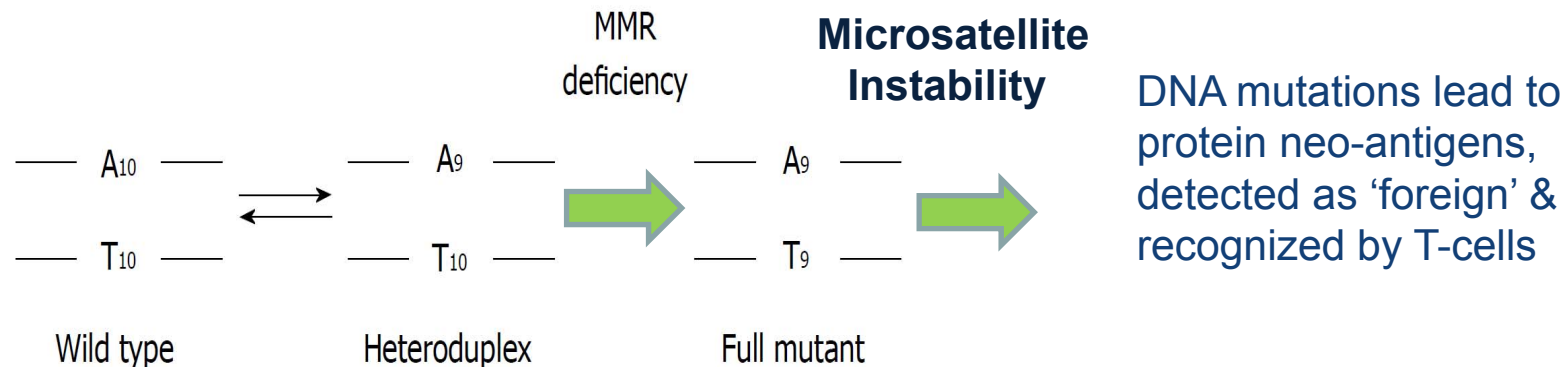 MMR
deficiency
Microsatellite
Instability
DNA mutations lead to
protein neo-antigens,
detected as ‘foreign’ &
recognized by T-cells
A10
A9
A9
T10
T10
T9
Wild type
Heteroduplex
Full mutant